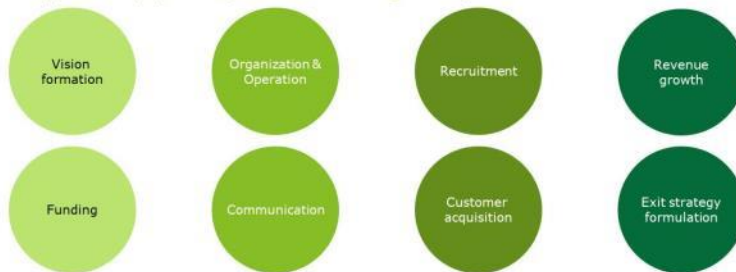 Vision
formation
Organization &
Operation
Recruitment
Revenue
growth
Funding
Communication
Customer
acquisition
Exit strategy
formulation